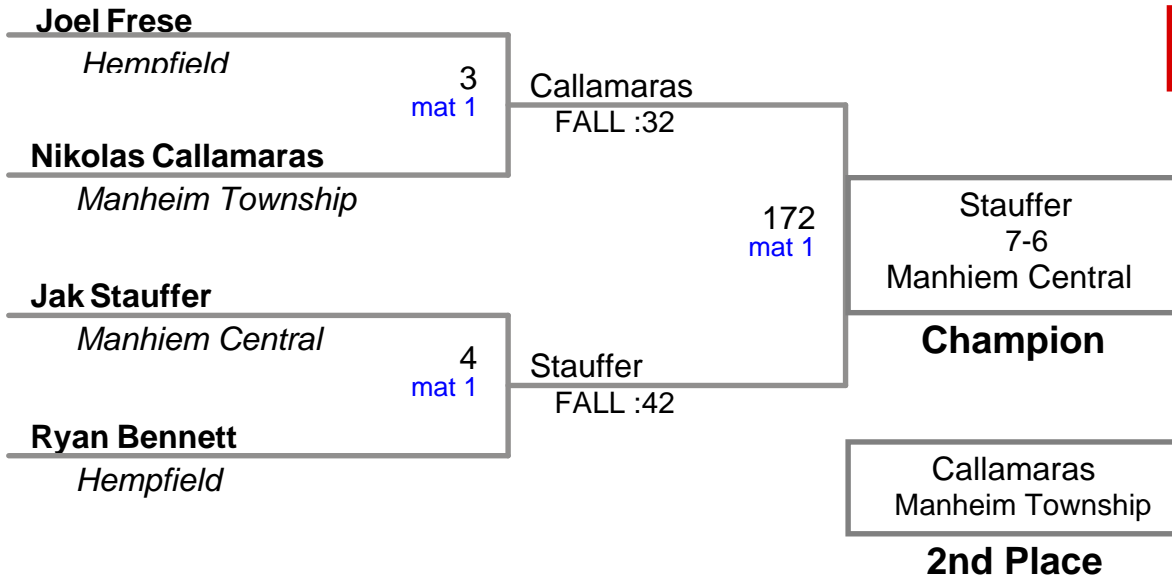 Joel Frese
Hempfield
3
mat 1
Callamaras
FALL :32
Nikolas Callamaras
Manheim Township
172
mat 1
Stauffer
7-6
Manhiem Central
Champion
Jak Stauffer
Manhiem Central
4
mat 1
Stauffer
FALL :42
Ryan Bennett
Hempfield
Callamaras
Manheim Township
2nd Place